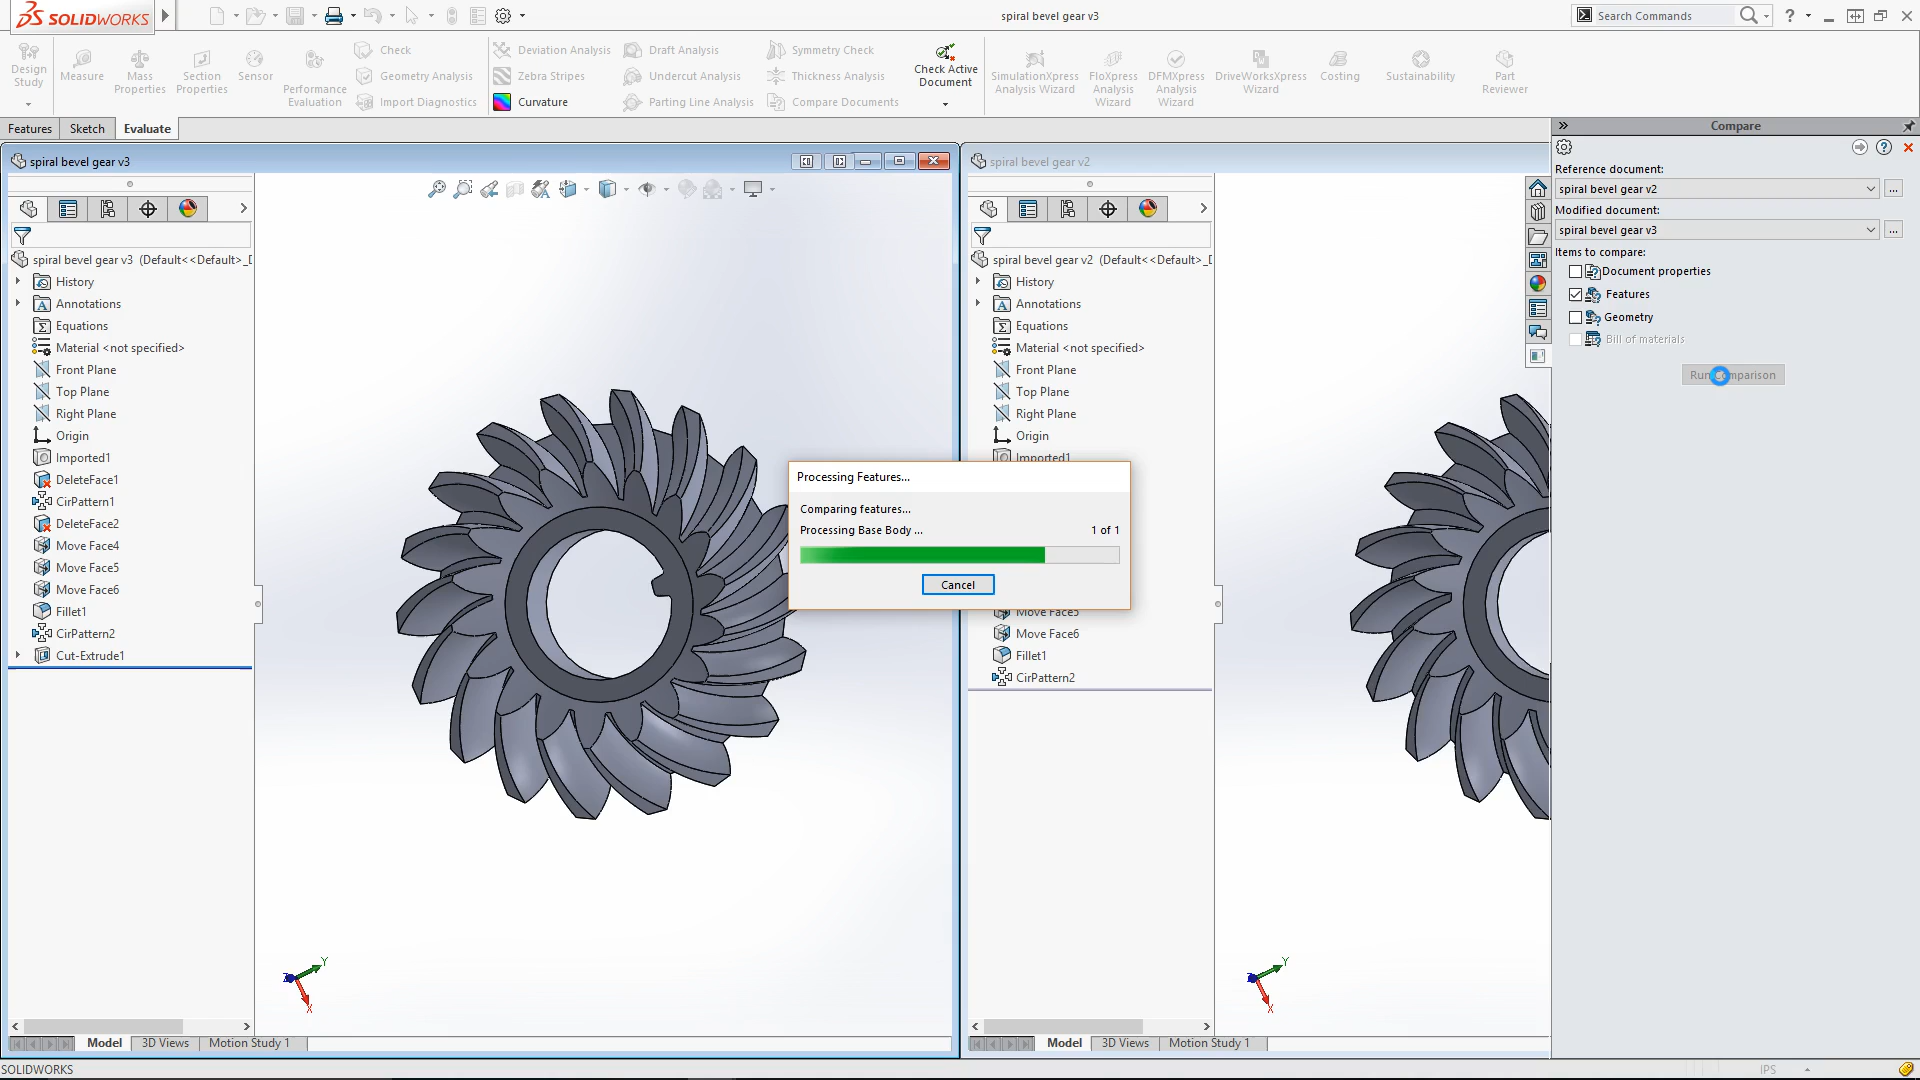 SOLIDWORKS
spiral bevel gear v3
Search Commands
Design Study
Measure
Mass Properties
Section Properties
Sensor
Performance Evaluation
Check
Geometry Analysis
Import Diagnostics
Deviation Analysis
Zebra Stripes
Curvature
Draft Analysis
Undercut Analysis
Parting Line Analysis
Symmetry Check
Thickness Analysis
Compare Documents
Check Active Document
SimulationXpress Analysis Wizard
FloXpress Analysis Wizard
DFMXpress Analysis Wizard
DriveWorksXpress Wizard
Costing
Sustainability
Part Reviewer
Features
Sketch
Evaluate
spiral bevel gear v3
spiral bevel gear v3 (Default<<Default>_D
History
Annotations
Equations
Material <not specified>
Front Plane
Top Plane
Right Plane
Origin
Imported1
DeleteFace1
CirPattern1
DeleteFace2
Move Face4
Move Face5
Move Face6
Fillet1
CirPattern2
Cut-Extrude1
Y
Z
X
Model
3D Views
Motion Study 1
spiral bevel gear v2
spiral bevel gear v2 (Default<<Default>_D
History
Annotations
Equations
Material <not specified>
Front Plane
Top Plane
Right Plane
Origin
Imported1
Move Face5
Move Face6
Fillet1
CirPattern2
Y
Z
X
Model
3D Views
Motion Study 1
Processing Features...
Comparing features...
Processing Base Body ... 1 of 1
Cancel
Compare
Reference document:
spiral bevel gear v2
...
Modified document:
spiral bevel gear v3
...
Items to compare:
Document properties
Features
Geometry
Bill of materials
Run Comparison
SOLIDWORKS
IPS